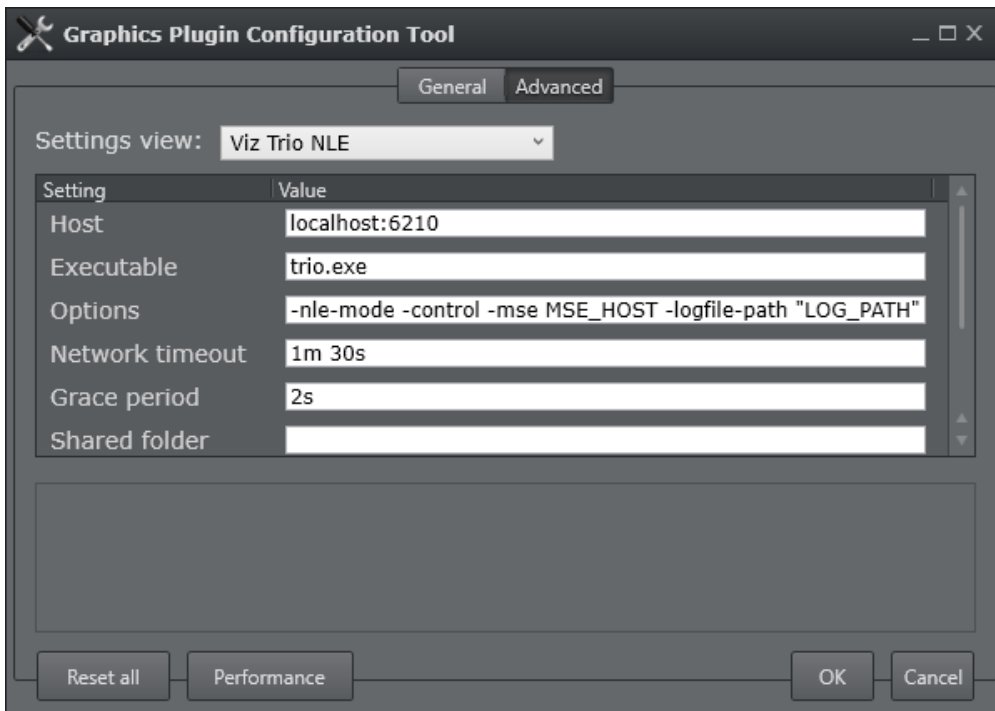 Graphics Plugin Configuration Tool
General Advanced
Settings view: Viz Trio NLE
Setting Value
Host localhost:6210
Executable trio.exe
Options -nle-mode -control -mse MSE_HOST -logfile-path "LOG_PATH"
Network timeout 1m 30s
Grace period 2s
Shared folder
Reset all Performance OK Cancel